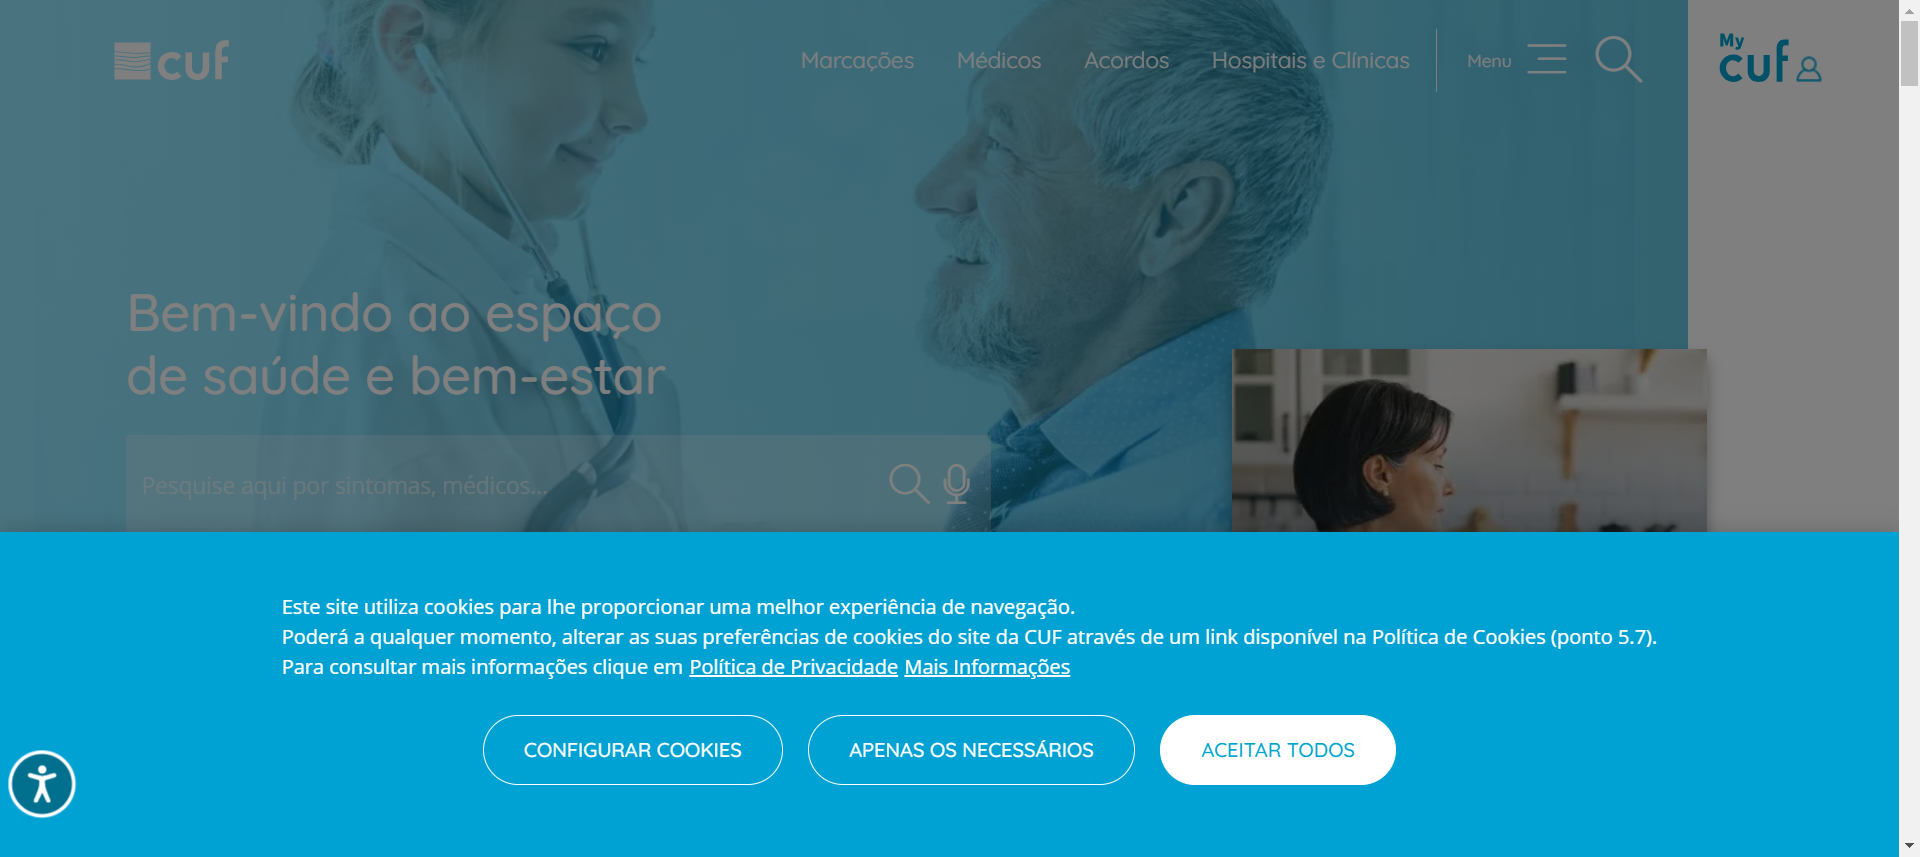 cuf
Marcações
Médicos
Acordos
Hospitais e Clínicas
Menu
My
cuf
Bem-vindo ao espaço
de saúde e bem-estar
Pesquise aqui por sintomas, médicos...
Este site utiliza cookies para lhe proporcionar uma melhor experiência de navegação.
Poderá a qualquer momento, alterar as suas preferências de cookies do site da CUF através de um link disponível na Política de Cookies (ponto 5.7).
Para consultar mais informações clique em Política de Privacidade Mais Informações
CONFIGURAR COOKIES
APENAS OS NECESSÁRIOS
ACEITAR TODOS